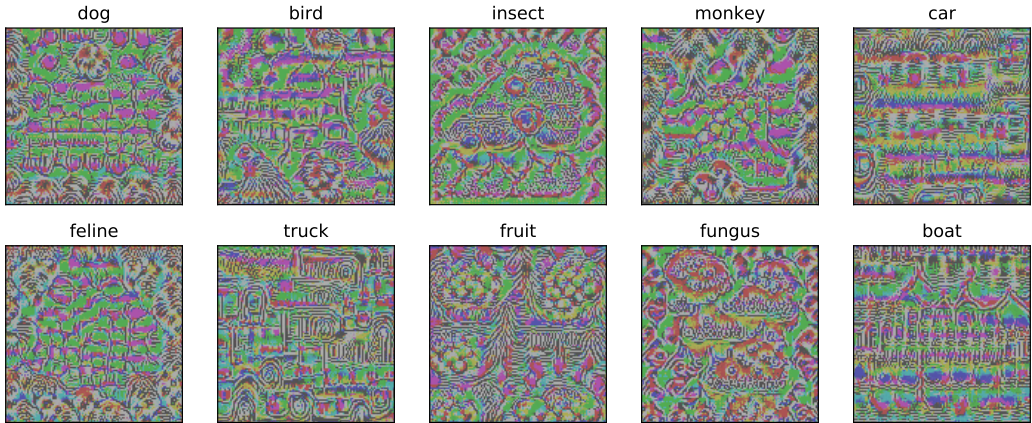 dog
bird
insect
monkey
car
feline
truck
fruit
fungus
boat